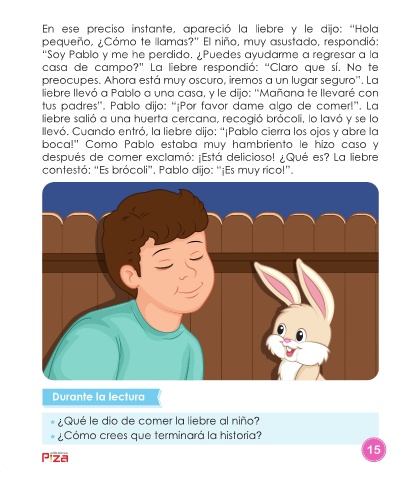 En ese preciso instante, apareció la liebre y le dijo: “Hola
pequeño, ¿Cómo te llamas?” El niño, muy asustado, respondió:
“Soy Pablo y me he perdido. ¿Puedes ayudarme a regresar a la
casa de campo?” La liebre respondió: “Claro que sí. No te
preocupes. Ahora está muy oscuro, iremos a un lugar seguro”. La
liebre llevó a Pablo a una casa, y le dijo: “Mañana te llevaré con
tus padres”. Pablo dijo: “¡Por favor dame algo de comer!”. La
liebre salió a una huerta cercana, recogió brócoli, lo lavó y se lo
llevó. Cuando entró, la liebre dijo: “¡Pablo cierra los ojos y abre la
boca!” Como Pablo estaba muy hambriento le hizo caso y
después de comer exclamó: ¡Está delicioso! ¿Qué es? La liebre
contestó: “Es brócoli”. Pablo dijo: “¡Es muy rico!”.
Durante la lectura
¿Qué le dio de comer la liebre al niño?
¿Cómo crees que terminará la historia?
P'za
15